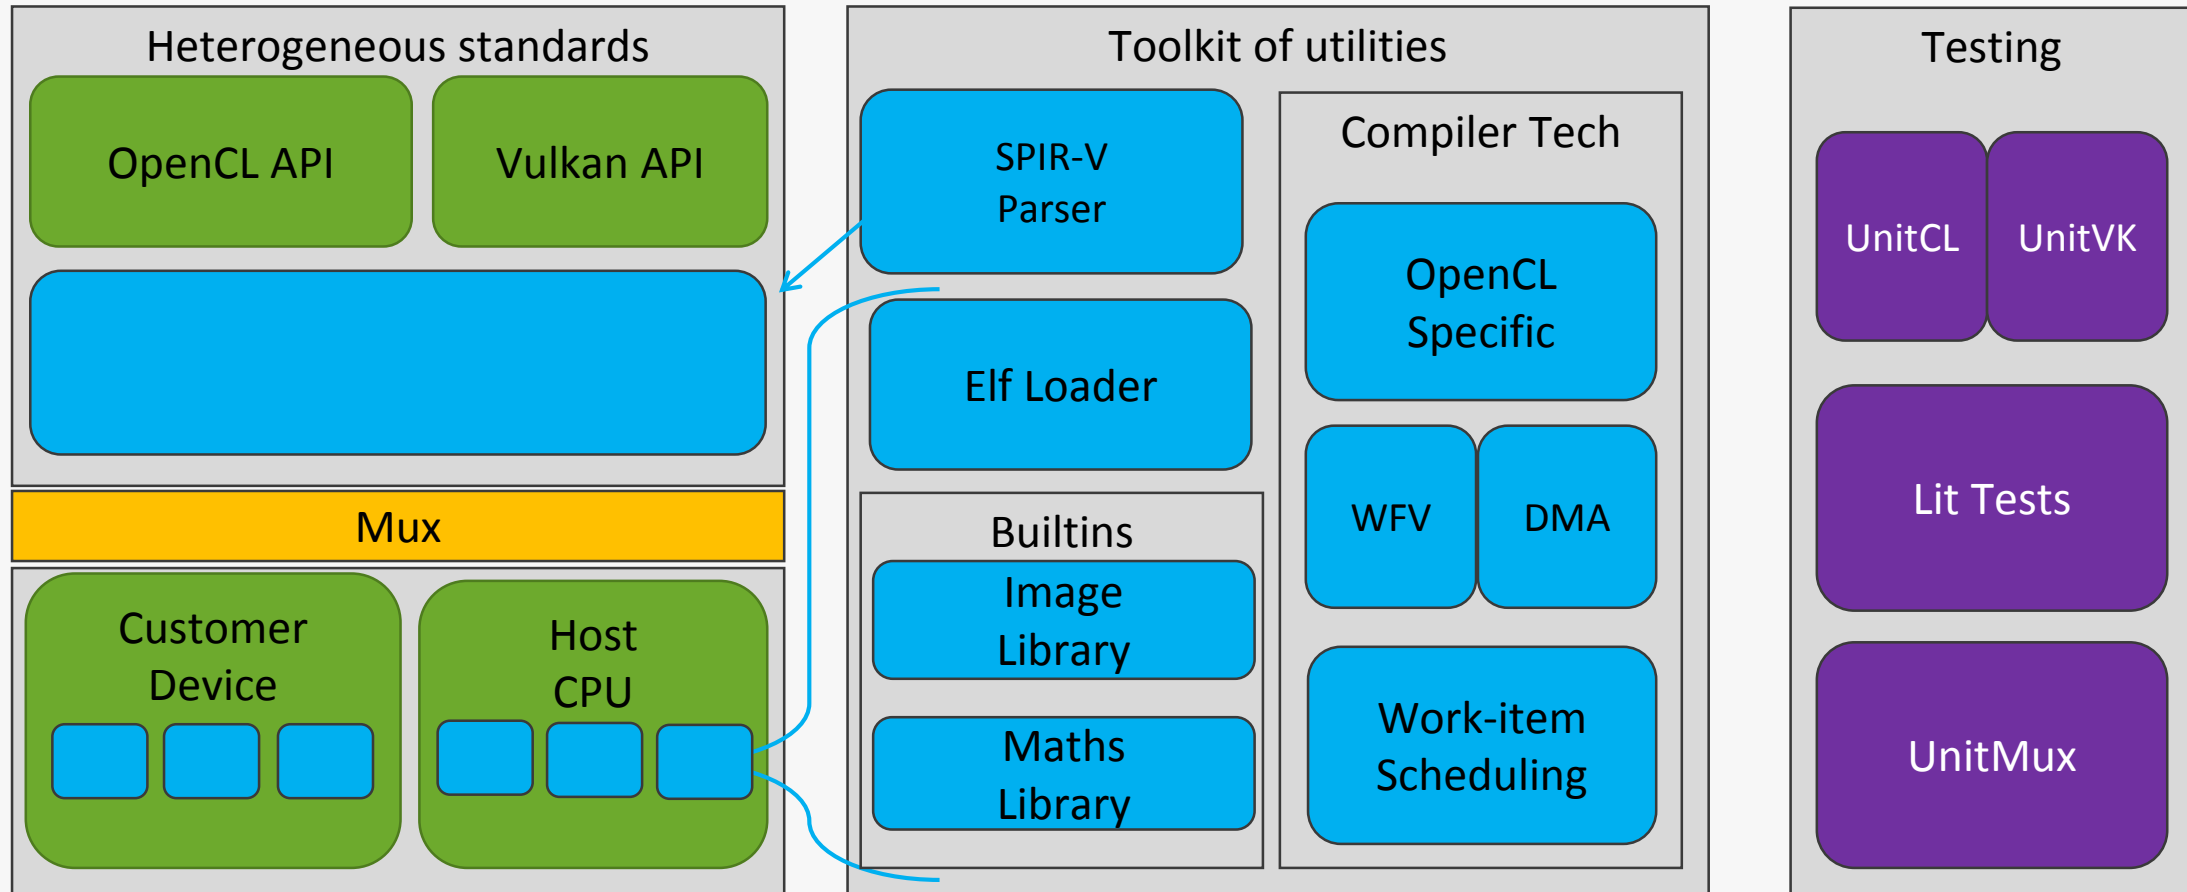 Heterogeneous standards
OpenCL API
Vulkan API
Mux
Customer
Device
Host
CPU
Toolkit of utilities
SPIR-V
Parser
Elf Loader
Builtins
Image
Library
Maths
Library
Compiler Tech
OpenCL
Specific
WFV
DMA
Work-item
Scheduling
Testing
UnitCL
UnitVK
Lit Tests
UnitMux